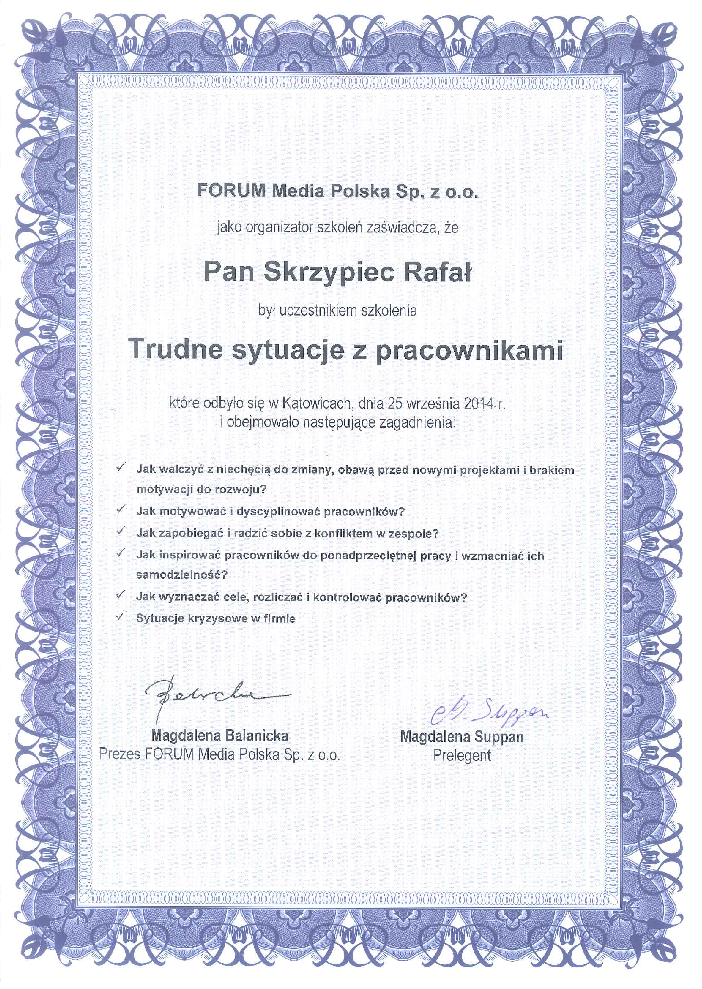 FORUM Media Polska Sp. z o.o.
jako organizator szkoleń zaświadcza, że
Pan Skrzypiec Rafał
był uczestnikiem szkolenia
Trudne sytuacje z pracownikami
które odbyło się w Katowicach, dnia 25 września 2014 r.
i obejmowało następujące zagadnienia:
✓ Jak walczyć z niechęcią do zmiany, obawą przed nowymi projektami i brakiem
motywacji do rozwoju?
✓ Jak motywować i dyscyplinować pracowników?
✓ Jak zapobiegać i radzić sobie z konfliktem w zespole?
✓ Jak inspirować pracowników do ponadprzeciętnej pracy i wzmacniać ich
samodzielność?
✓ Jak wyznaczać cele, rozliczać i kontrolować pracowników?
✓ Sytuacje kryzysowe w firmie
M. Suppan
Magdalena Balanicka
Prezes FORUM Media Polska Sp. z o.o.
Magdalena Suppan
Prelegent